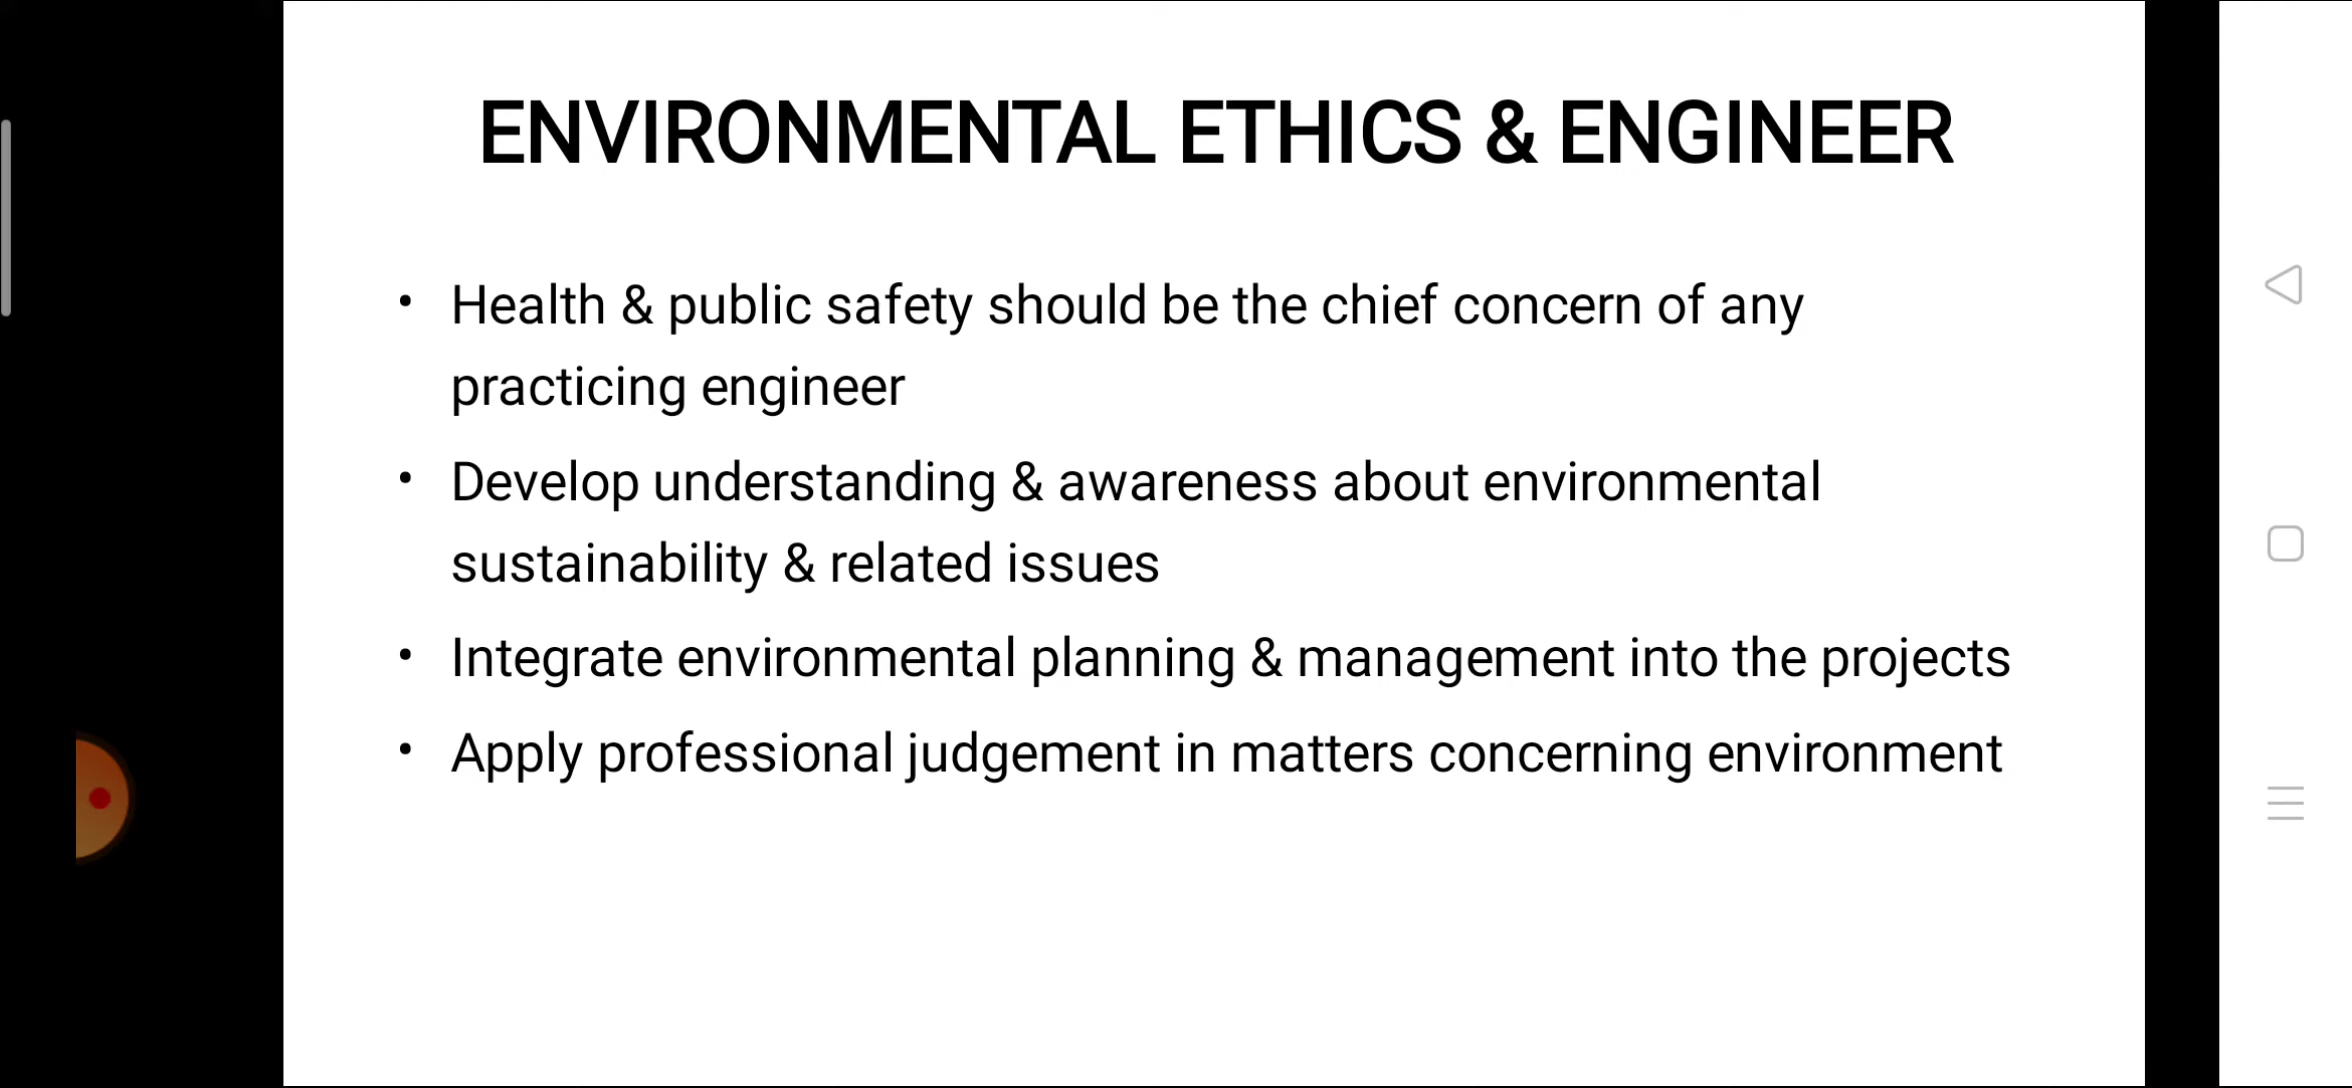 ENVIRONMENTAL ETHICS & ENGINEER
• Health & public safety should be the chief concern of any
practicing engineer
• Develop understanding & awareness about environmental
sustainability & related issues
• Integrate environmental planning & management into the projects
• Apply professional judgement in matters concerning environment